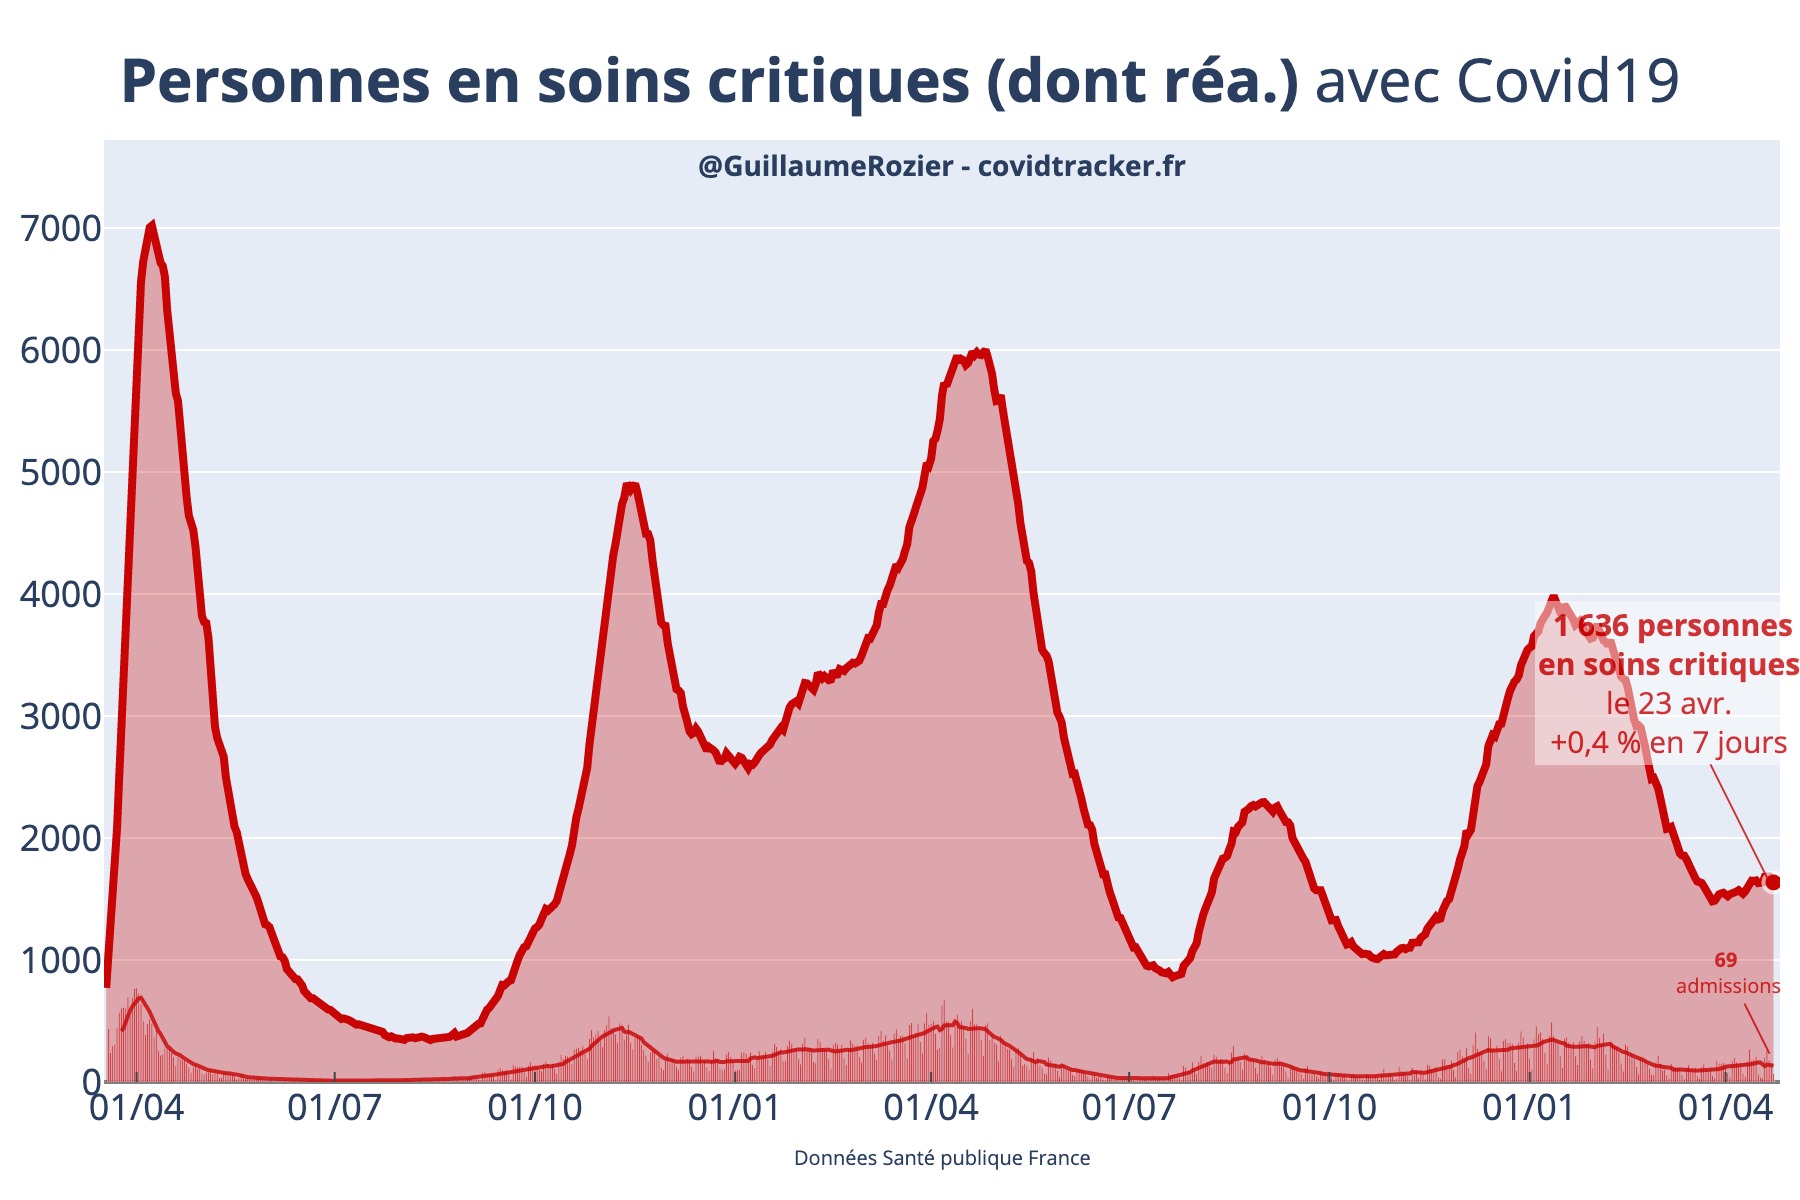 Personnes en soins critiques (dont réa.) avec Covid19
@GuillaumeRozier - covidtracker.fr
7000
6000
5000
4000
1 636 personnes
en soins critiques
le 23 avr.
+0,4 % en 7 jours
3000
2000
1000
69
admissions
0
01/04
01/07
01/10
01/01
01/04
01/07
01/10
01/01
01/04
Données Santé publique France